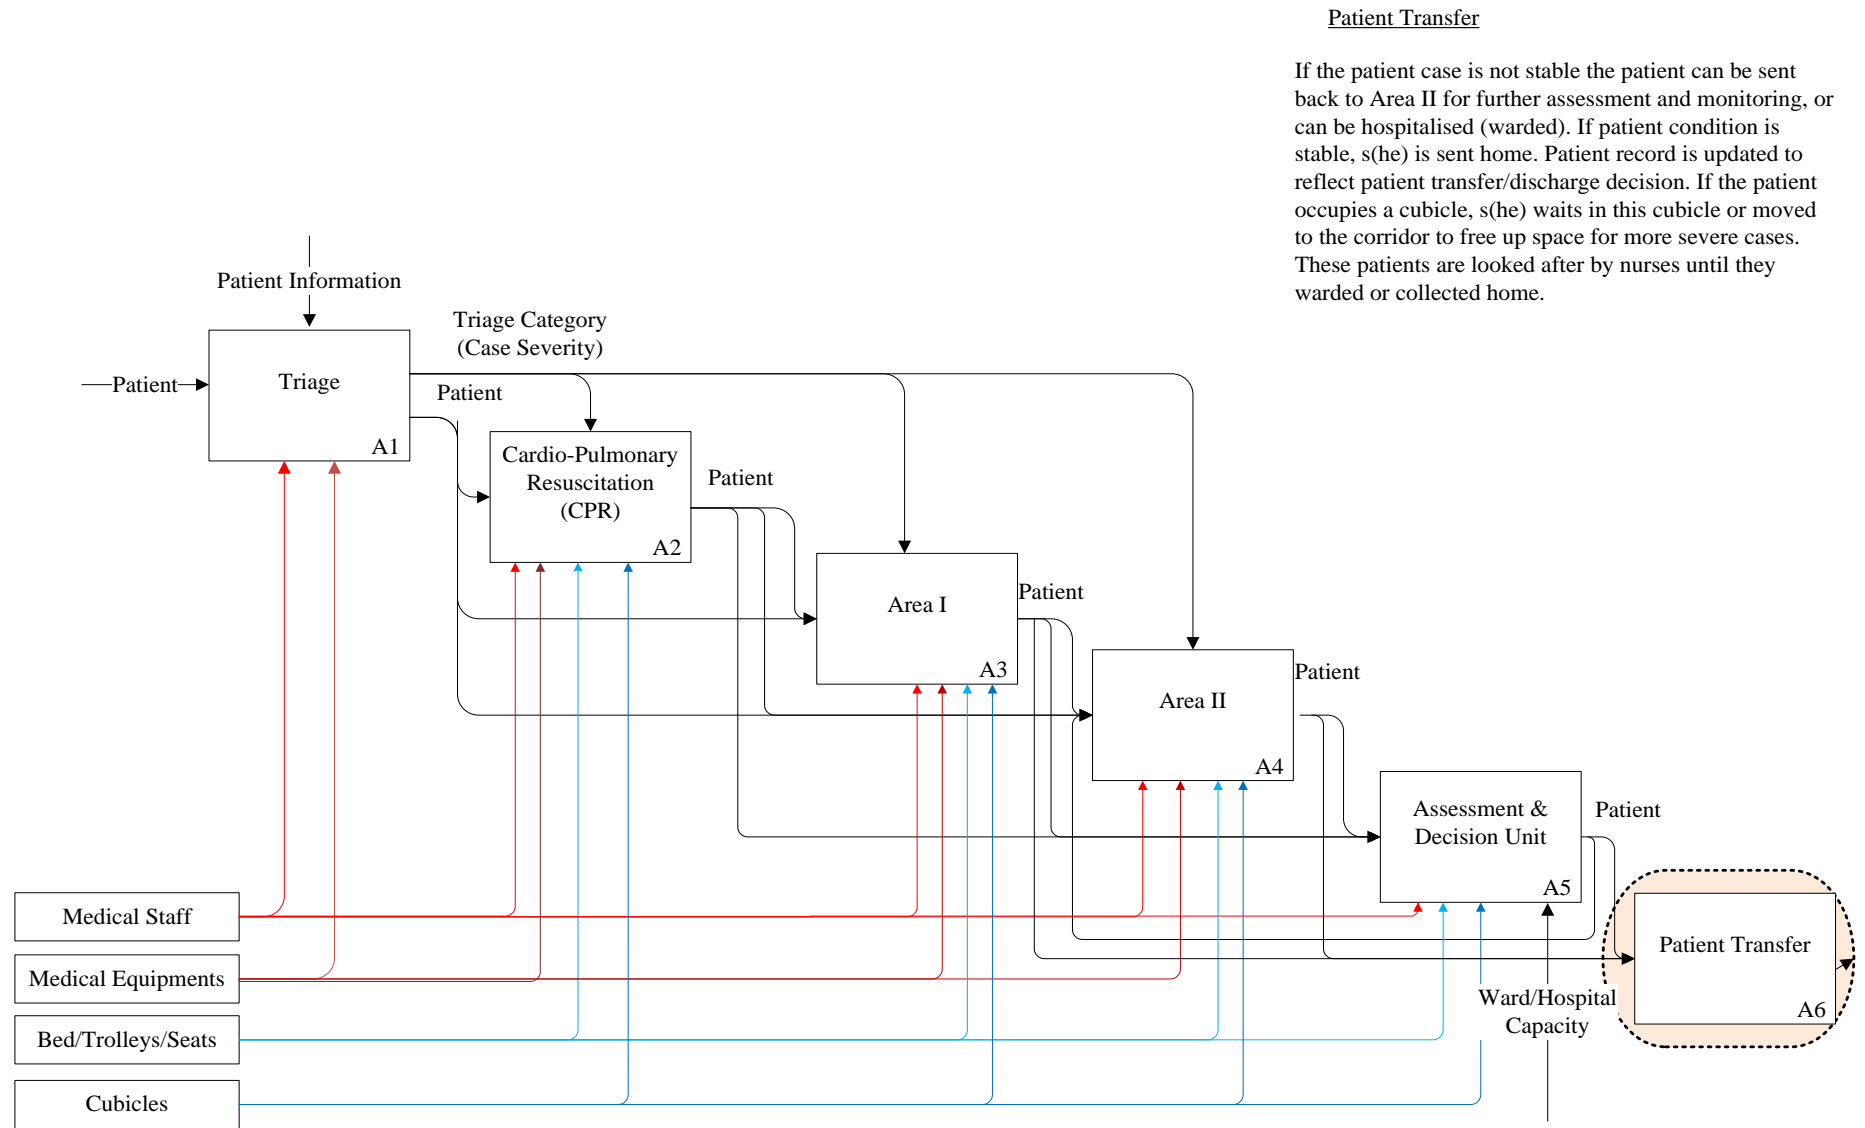 Patient Transfer
If the patient case is not stable the patient can be sent
back to Area II for further assessment and monitoring, or
can be hospitalised (warded). If patient condition is
stable, s(he) is sent home. Patient record is updated to
reflect patient transfer/discharge decision. If the patient
occupies a cubicle, s(he) waits in this cubicle or moved
to the corridor to free up space for more severe cases.
These patients are looked after by nurses until they
warded or collected home.
Patient Information
Triage Category
(Case Severity)
Patient
Triage
A1
Patient
Cardio-Pulmonary
Resuscitation
(CPR)
A2
Patient
Area I
A3
Patient
Area II
A4
Patient
Assessment &
Decision Unit
A5
Patient
Patient Transfer
A6
Ward/Hospital
Capacity
Medical Staff
Medical Equipments
Bed/Trolleys/Seats
Cubicles